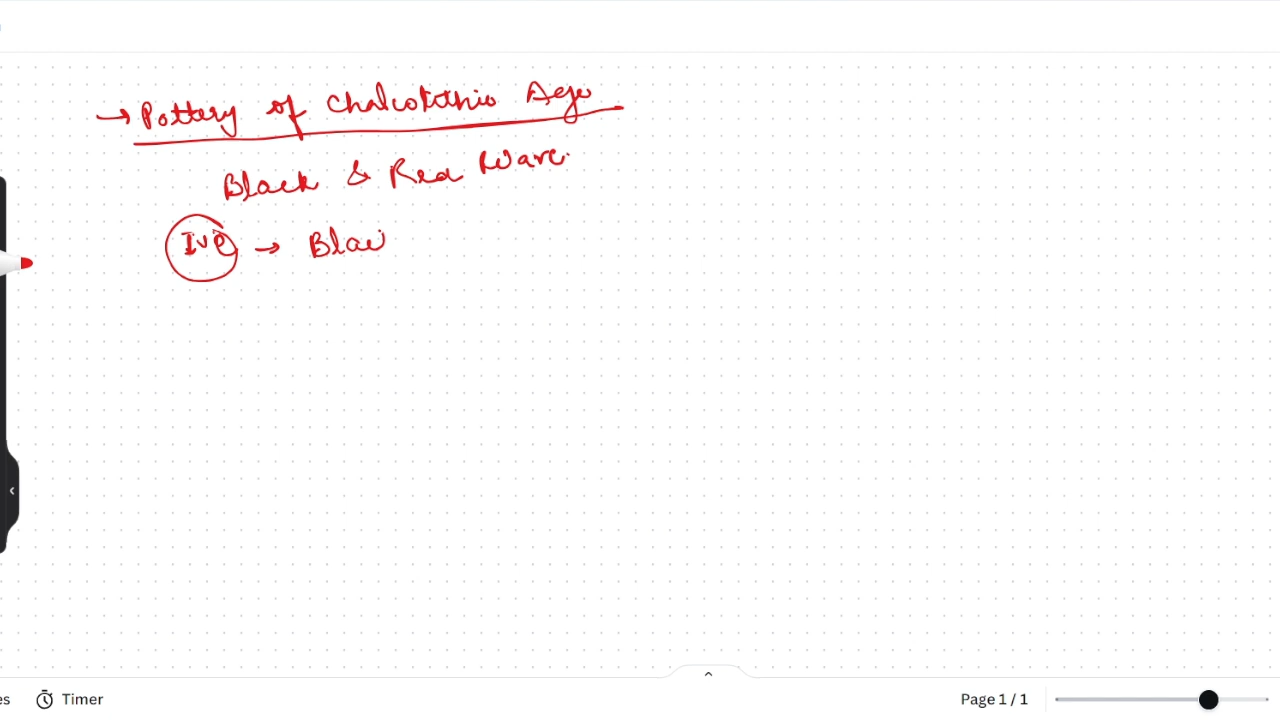 → Pottery of Chalcolithic Age
Black & Red Ware
IVC → Blac
Timer
Page 1 / 1